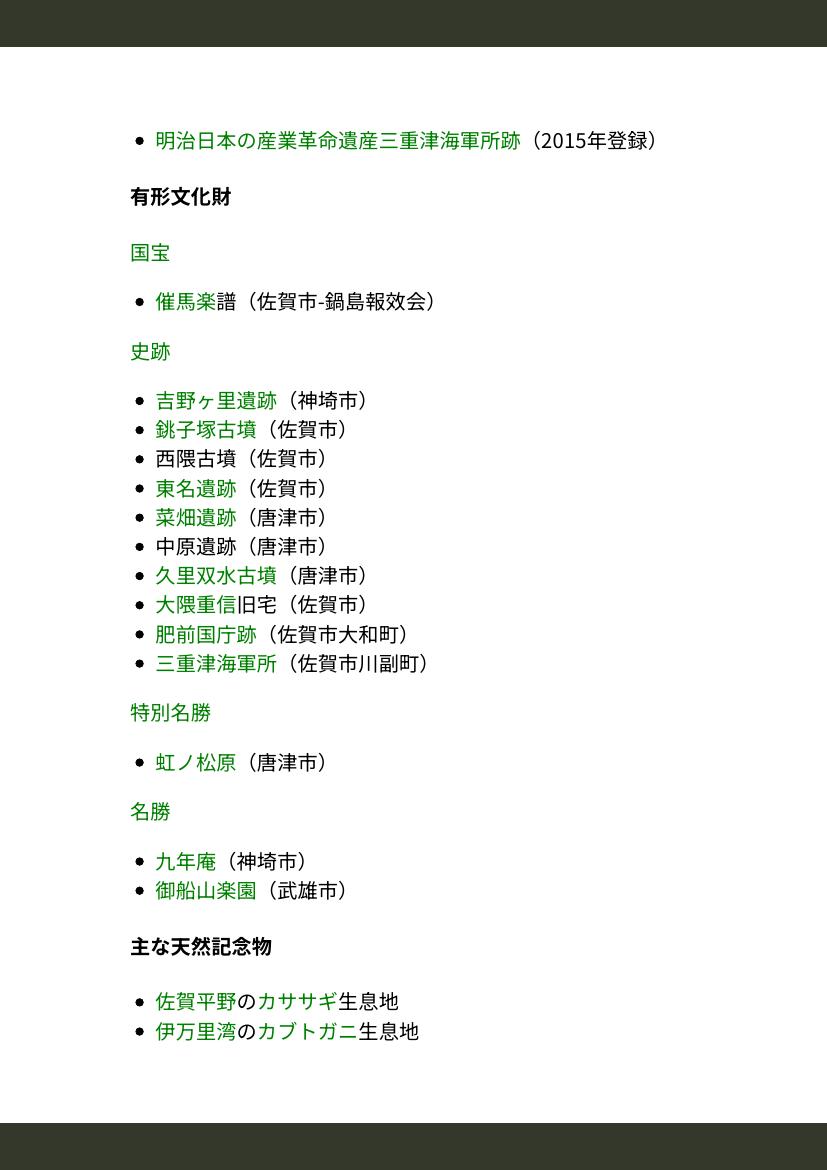 • 明治日本の産業革命遺産三重津海軍所跡（2015年登録）
有形文化財
国宝
• 催馬楽譜（佐賀市-鍋島報效会）
史跡
• 吉野ヶ里遺跡（神埼市）
• 銚子塚古墳（佐賀市）
• 西隈古墳（佐賀市）
• 東名遺跡（佐賀市）
• 菜畑遺跡（唐津市）
• 中原遺跡（唐津市）
• 久里双水古墳（唐津市）
• 大隈重信旧宅（佐賀市）
• 肥前国庁跡（佐賀市大和町）
• 三重津海軍所（佐賀市川副町）
特別名勝
• 虹ノ松原（唐津市）
名勝
• 九年庵（神埼市）
• 御船山楽園（武雄市）
主な天然記念物
• 佐賀平野のカササギ生息地
• 伊万里湾のカブトガニ生息地